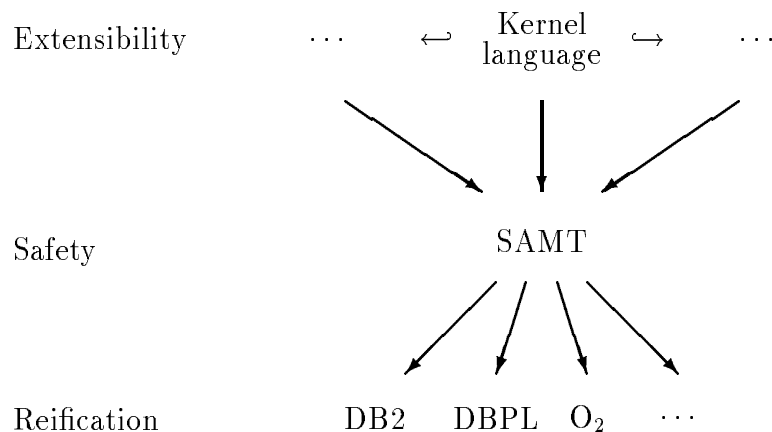 Extensibility ··· ↩ Kernel language ↪ ···
Safety SAMT
Reification DB2 DBPL O₂ ···